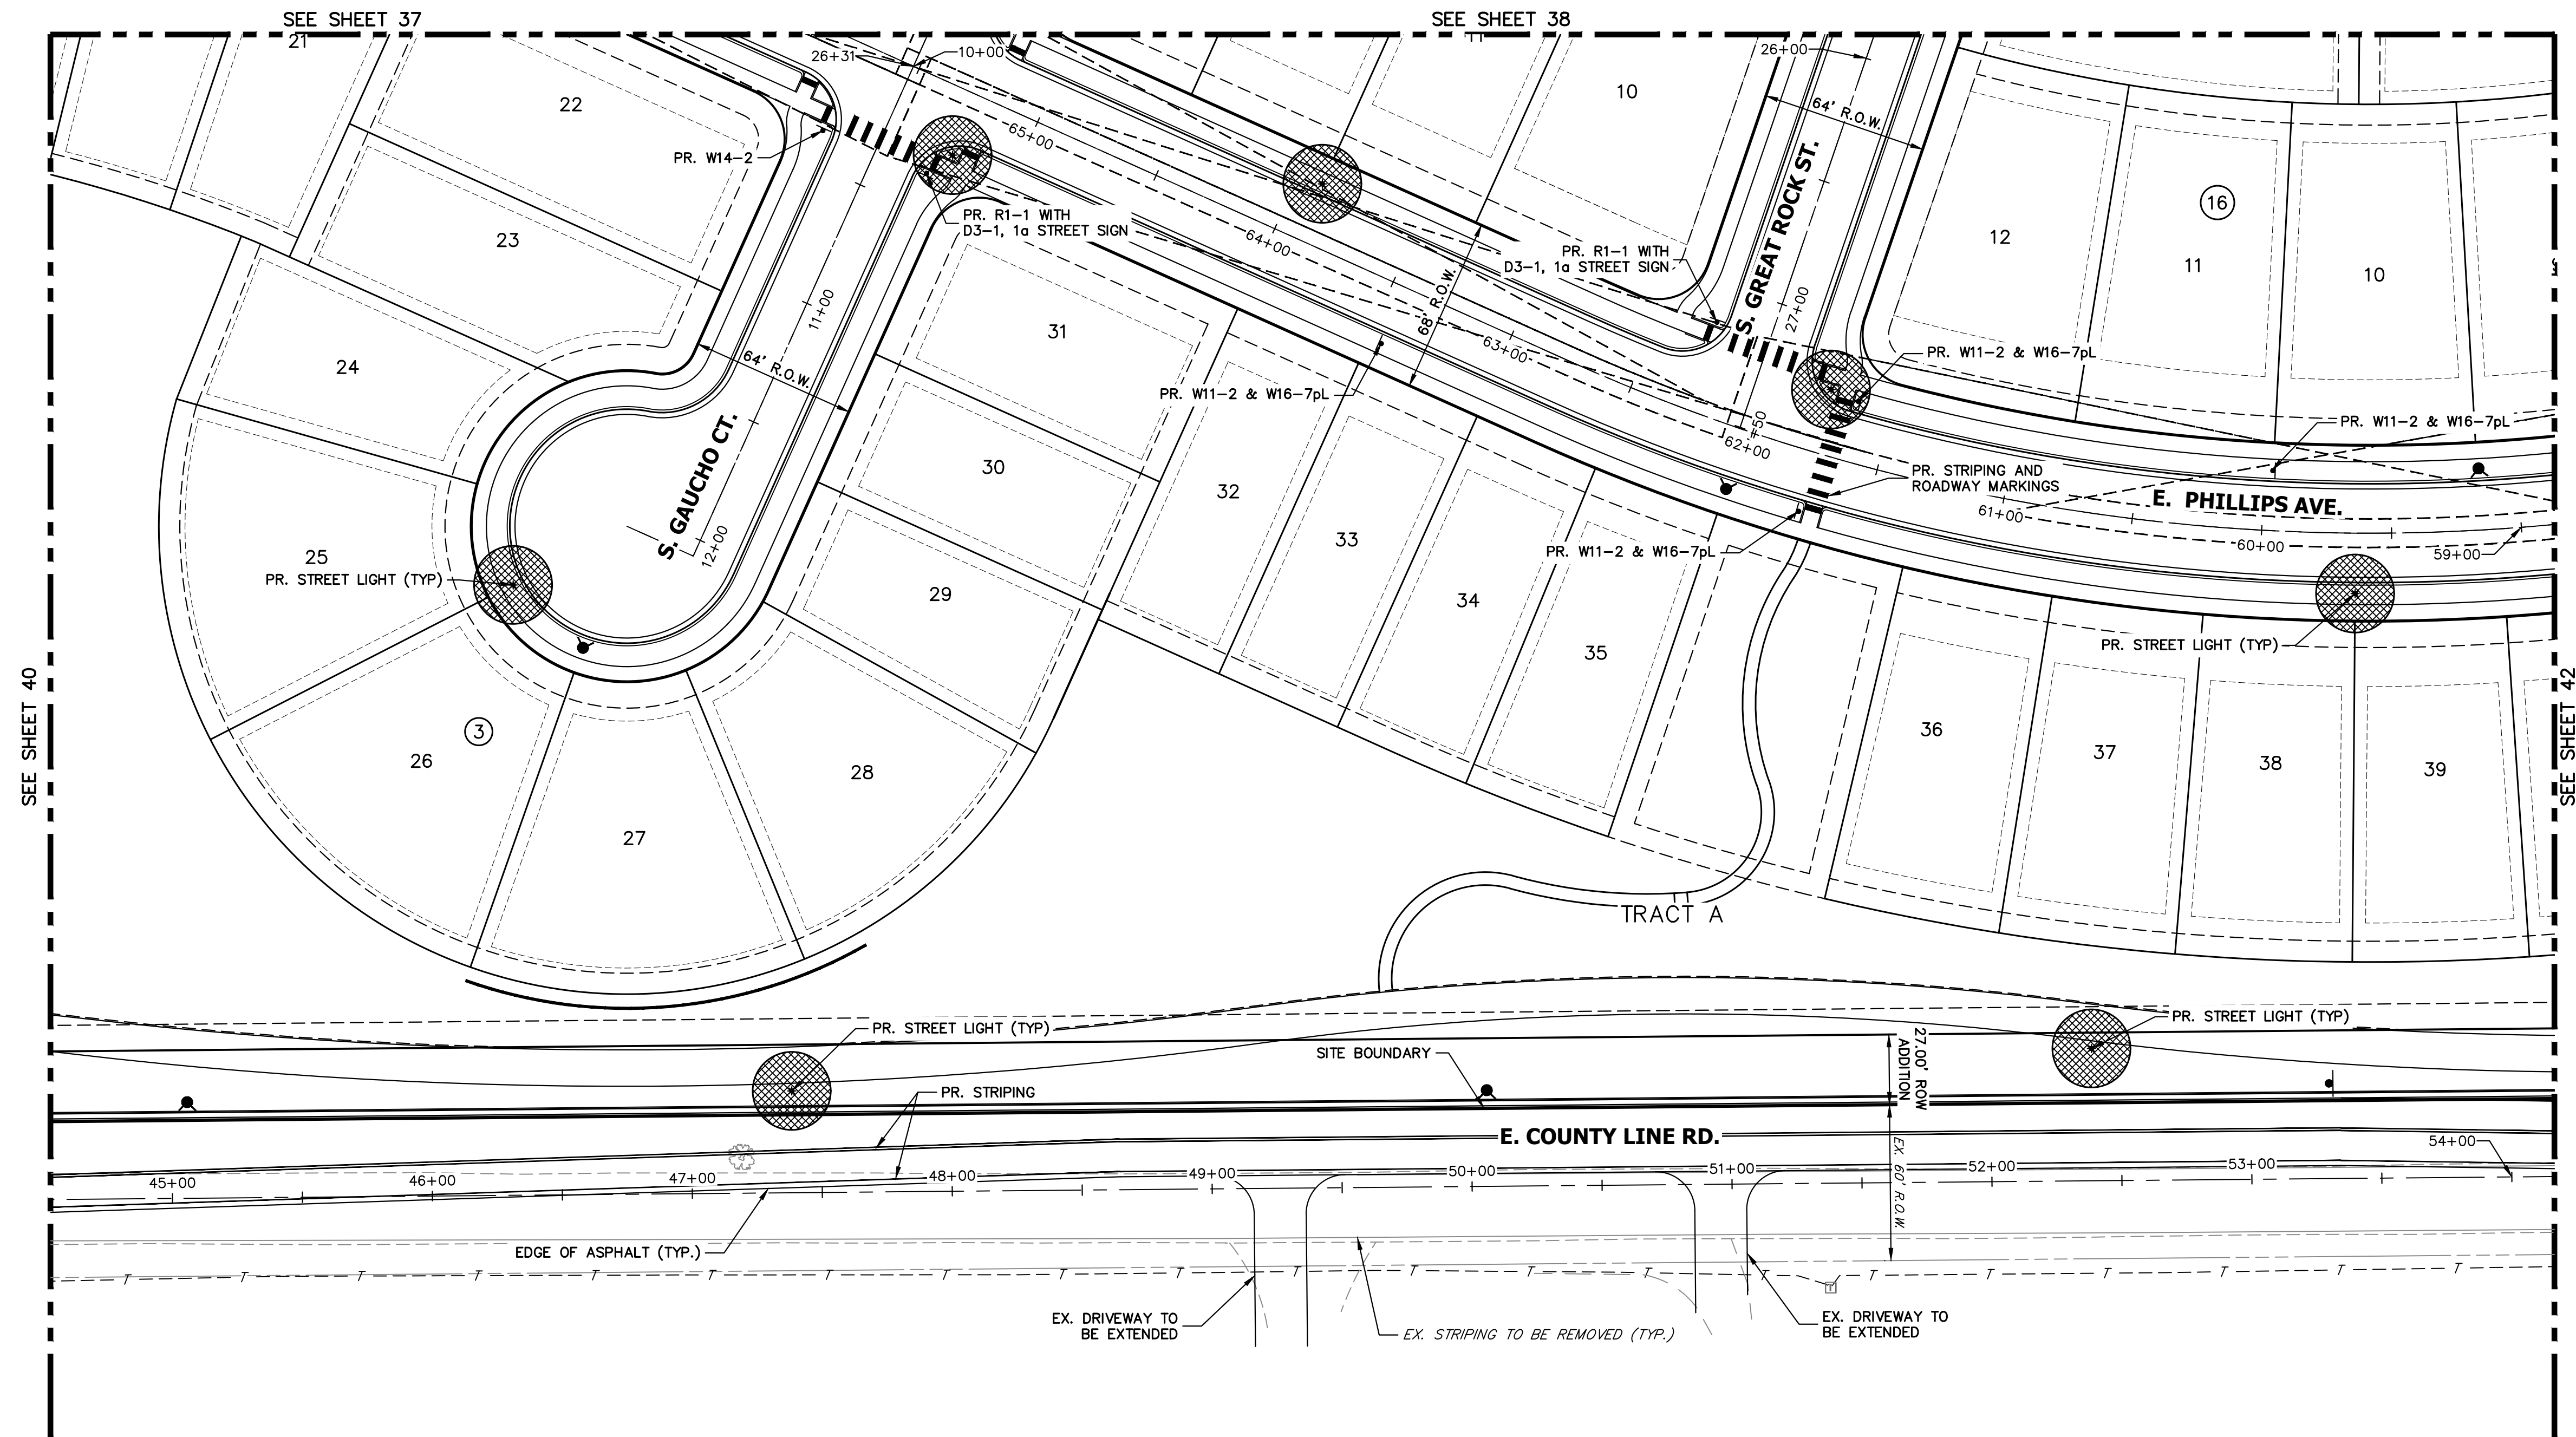 SEE SHEET 37
SEE SHEET 38
21
22
26+31
10+00
10
26+00
64' R.O.W.
PR. W14-2
65+00
S. GREAT ROCK ST.
16
12
11
10
23
PR. R1-1 WITH
D3-1, 1a STREET SIGN
64+00
PR. R1-1 WITH
D3-1, 1a STREET SIGN
68' R.O.W.
27+00
11+00
31
63+00
24
64' R.O.W.
PR. W11-2 & W16-7pL
PR. W11-2 & W16-7pL
PR. W11-2 & W16-7pL
+50
62+00
S. GAUCHO CT.
30
32
PR. STRIPING AND
ROADWAY MARKINGS
E. PHILLIPS AVE.
61+00
60+00
59+00
33
12+00
PR. W11-2 & W16-7pL
25
PR. STREET LIGHT (TYP)
29
34
35
PR. STREET LIGHT (TYP)
SEE SHEET 40
SEE SHEET 42
26
3
28
36
37
38
39
27
TRACT A
PR. STREET LIGHT (TYP)
PR. STREET LIGHT (TYP)
SITE BOUNDARY
27.00' ROW
ADDITION
PR. STRIPING
E. COUNTY LINE RD.
54+00
45+00
46+00
47+00
48+00
49+00
50+00
51+00
52+00
53+00
EX. 60' R.O.W.
EDGE OF ASPHALT (TYP.)
T T T T T T T T T T T T T T T T T T T T T
T
EX. DRIVEWAY TO
BE EXTENDED
EX. STRIPING TO BE REMOVED (TYP.)
EX. DRIVEWAY TO
BE EXTENDED